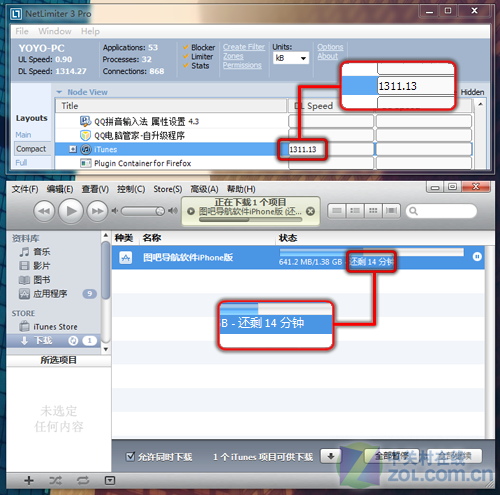 NetLimiter 3 Pro
File Window Help
YOYO-PC
UL Speed: 0.90
DL Speed: 1314.27
Applications: 53
Processes: 32
Connections: 868
Blocker
Limiter
Stats
Create Filter
Zones
Permissions
Units:
kB
Options
About
Layouts
Main
Compact
Full
Node View
Hidden
Title
DL Speed
QQ拼音输入法 属性设置 4.3
QQ电脑管家-自升级程序
iTunes
1311.13
Plugin Container for Firefox
1311.13
文件(F) 编辑(E) 查看(V) 控制(C) Store(S) 高级(A) 帮助(H)
正在下载 1 个项目
图吧导航软件iPhone版 (还...
资料库
音乐
影片
图书
应用程序 9
STORE
iTunes Store
下载 1
所选项目
未选定
任何内容
种类 名称 状态
图吧导航软件iPhone版
641.2 MB/1.38 GB - 还剩 14 分钟
B - 还剩 14 分钟
允许同时下载
1 个 iTunes 项目可供下载
全部暂停
中关村在线
zol.com.cn